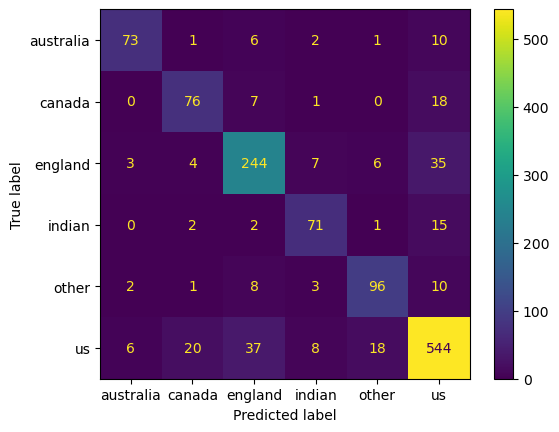 australia 73 1 6 2 1 10
canada 0 76 7 1 0 18
england 3 4 244 7 6 35
indian 0 2 2 71 1 15
other 2 1 8 3 96 10
us 6 20 37 8 18 544
australia canada england indian other us
Predicted label
True label
500
400
300
200
100
0